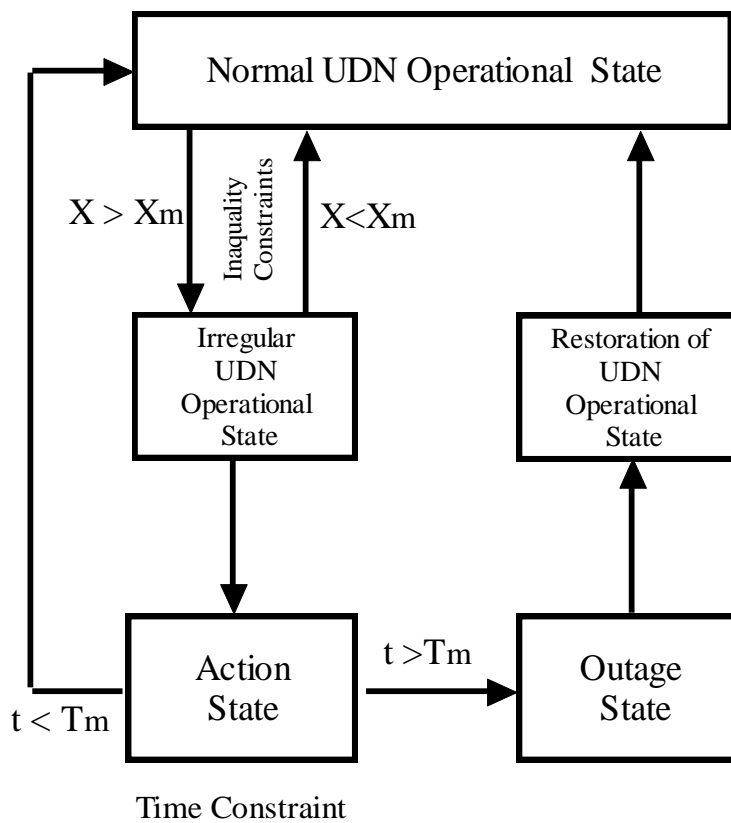 Normal UDN Operational State
X > Xm
Inaquality
Constraints
X<Xm
Irregular
UDN
Operational
State
Restoration of
UDN
Operational
State
Action
State
t >Tm
Outage
State
t < Tm
Time Constraint